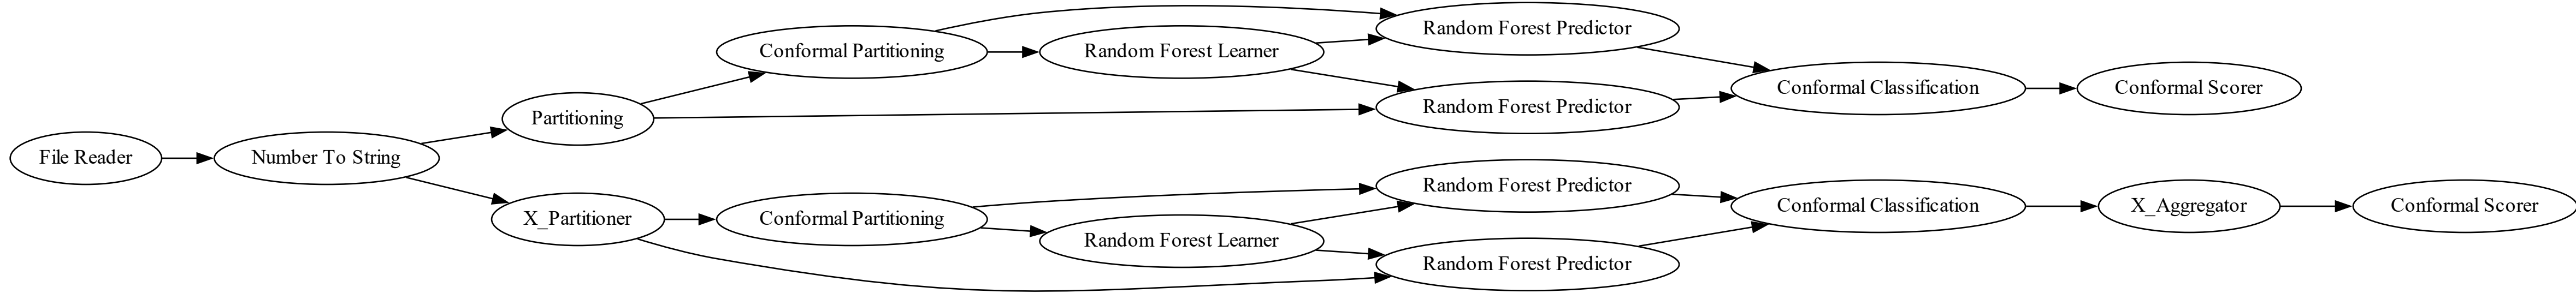 File Reader
Number To String
Partitioning
Conformal Partitioning
Random Forest Learner
Random Forest Predictor
Random Forest Predictor
Conformal Classification
Conformal Scorer
X_Partitioner
Conformal Partitioning
Random Forest Learner
Random Forest Predictor
Random Forest Predictor
Conformal Classification
X_Aggregator
Conformal Scorer